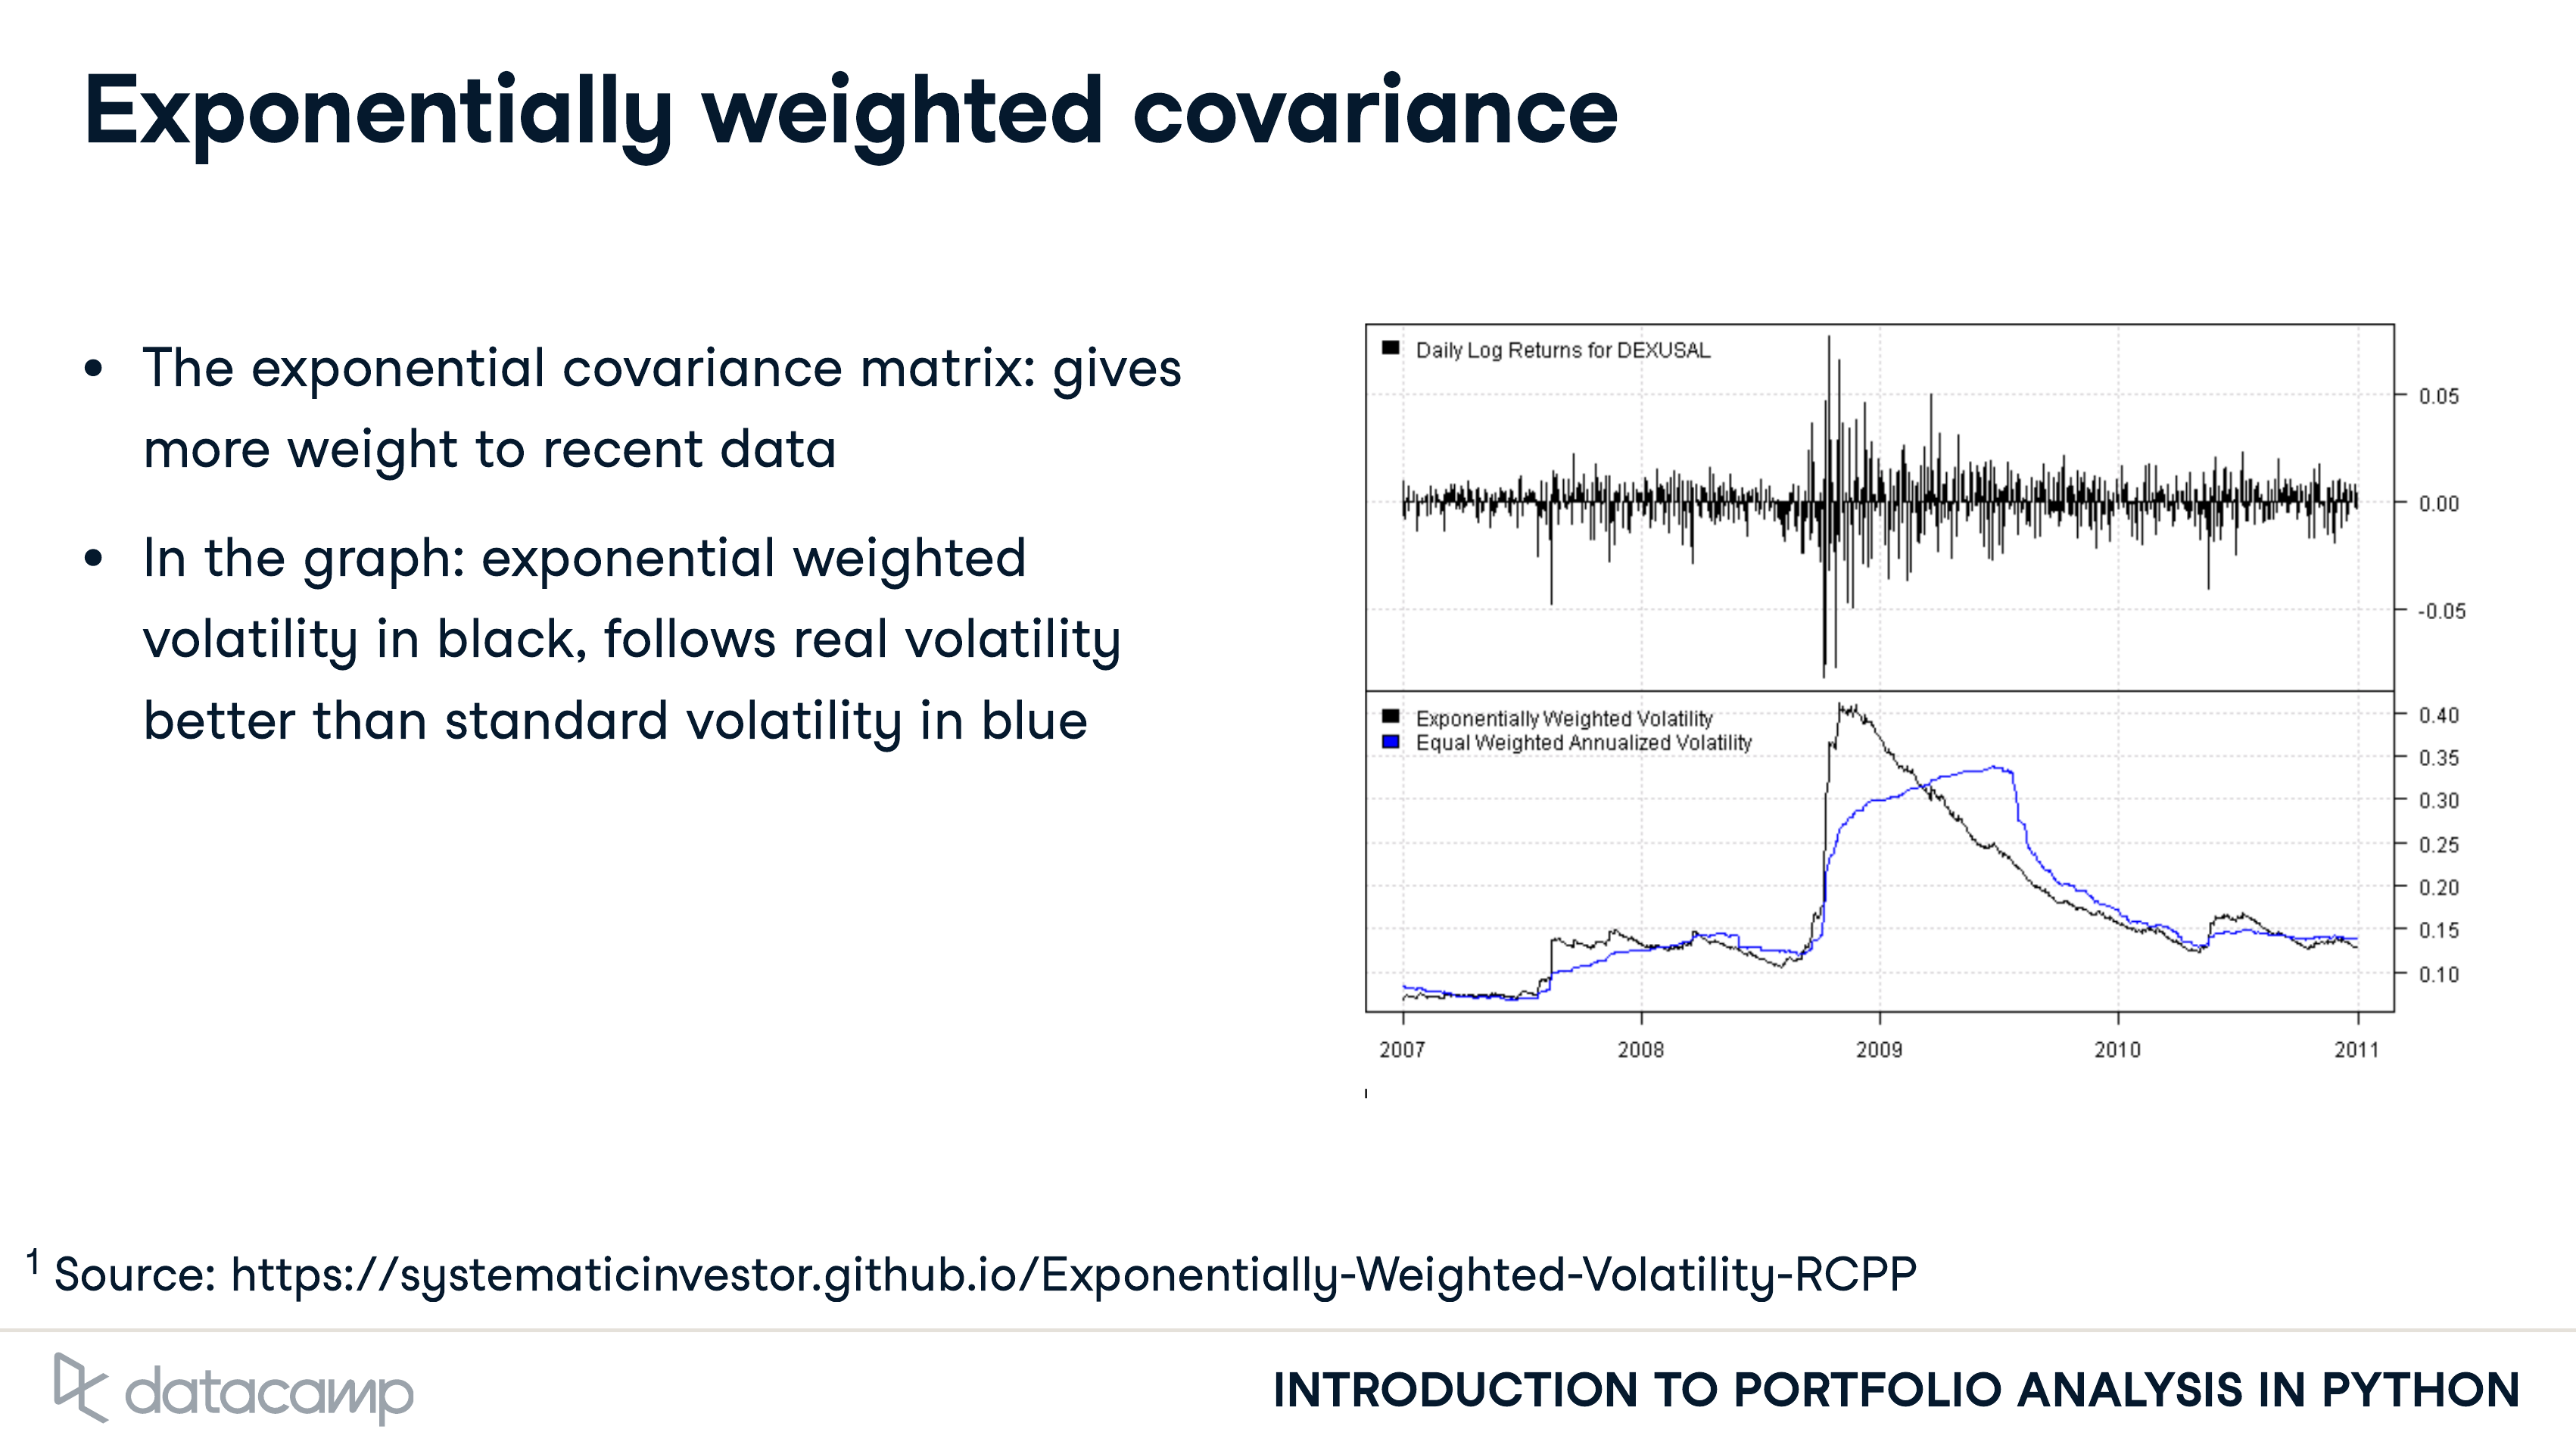 Exponentially weighted covariance
• The exponential covariance matrix: gives
more weight to recent data
• In the graph: exponential weighted
volatility in black, follows real volatility
better than standard volatility in blue
Daily Log Returns for DEXUSAL
0.05
0.00
-0.05
Exponentially Weighted Volatility
Equal Weighted Annualized Volatility
0.40
0.35
0.30
0.25
0.20
0.15
0.10
2007 2008 2009 2010 2011
1 Source: https://systematicinvestor.github.io/Exponentially-Weighted-Volatility-RCPP
datacamp
INTRODUCTION TO PORTFOLIO ANALYSIS IN PYTHON